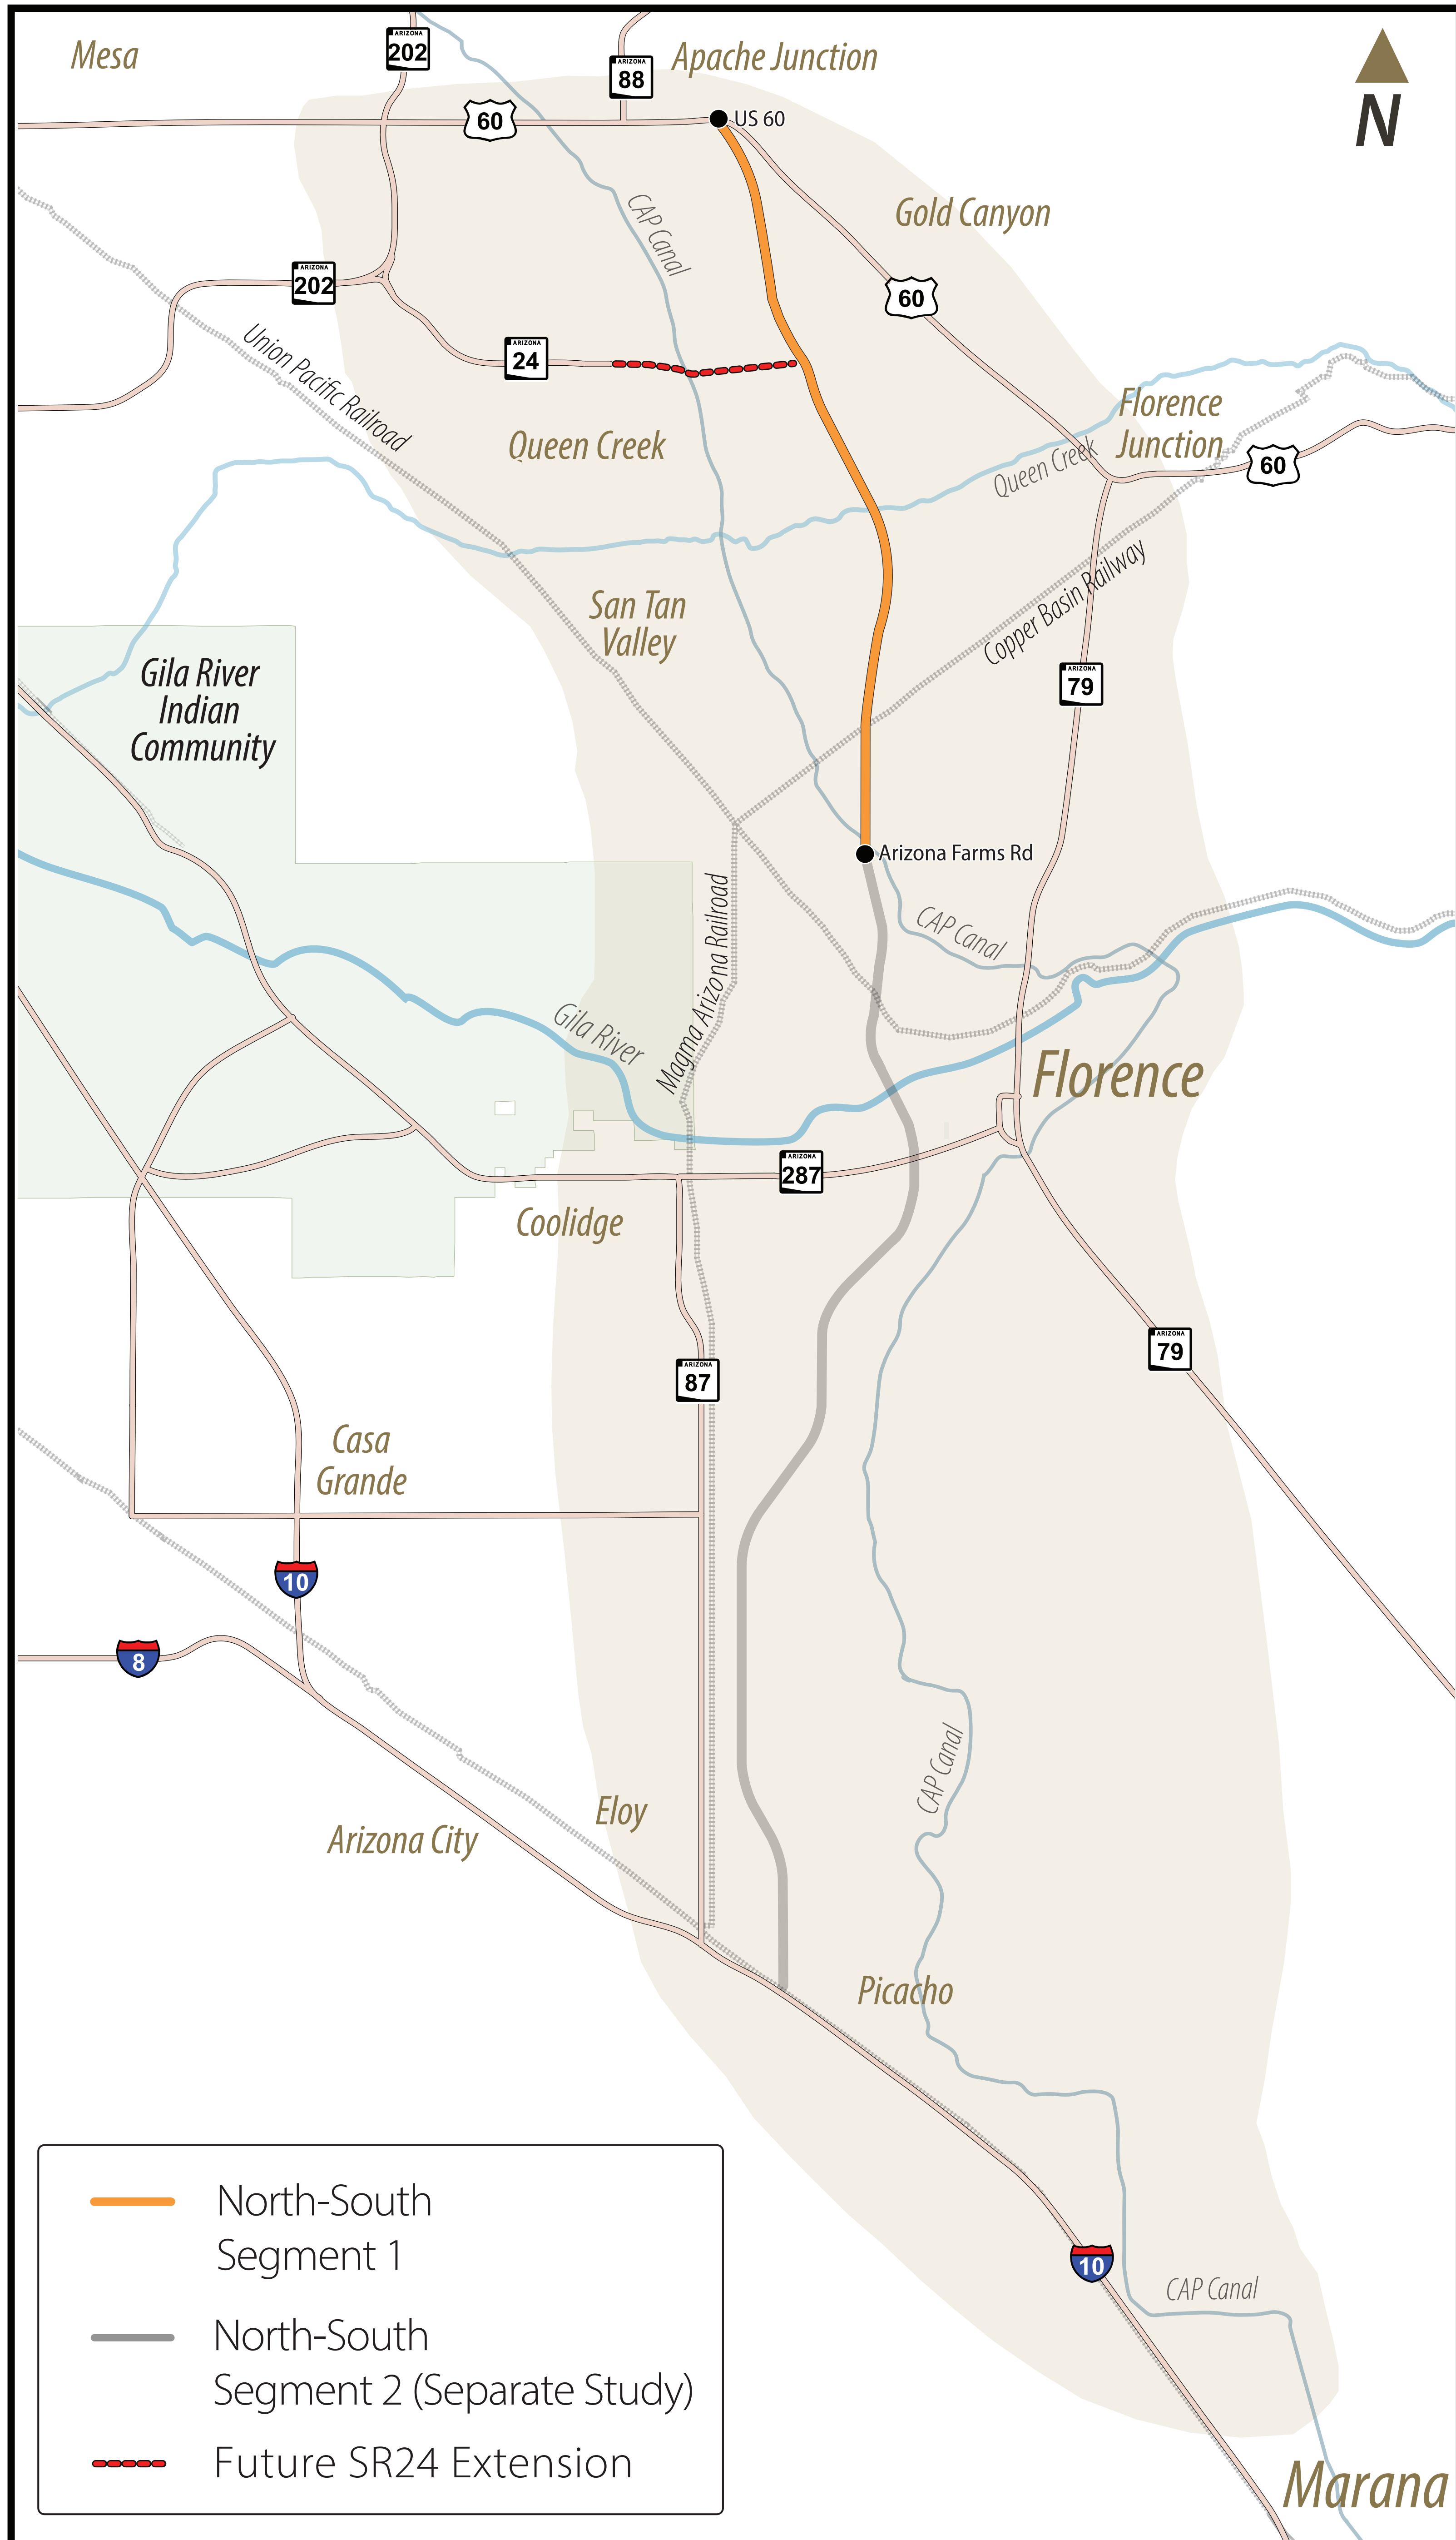 Mesa
ARIZONA
202
ARIZONA
88
Apache Junction
N
60
US 60
CAP Canal
Gold Canyon
ARIZONA
202
60
Union Pacific Railroad
ARIZONA
24
Queen Creek
Florence
Junction
Queen Creek
60
San Tan
Valley
Copper Basin Railway
Gila River
Indian
Community
ARIZONA
79
Arizona Farms Rd
Magma Arizona Railroad
CAP Canal
Gila River
Florence
ARIZONA
287
Coolidge
ARIZONA
79
ARIZONA
87
Casa
Grande
10
8
CAP Canal
Eloy
Arizona City
Picacho
10
CAP Canal
North-South
Segment 1
North-South
Segment 2 (Separate Study)
Future SR24 Extension
Marana